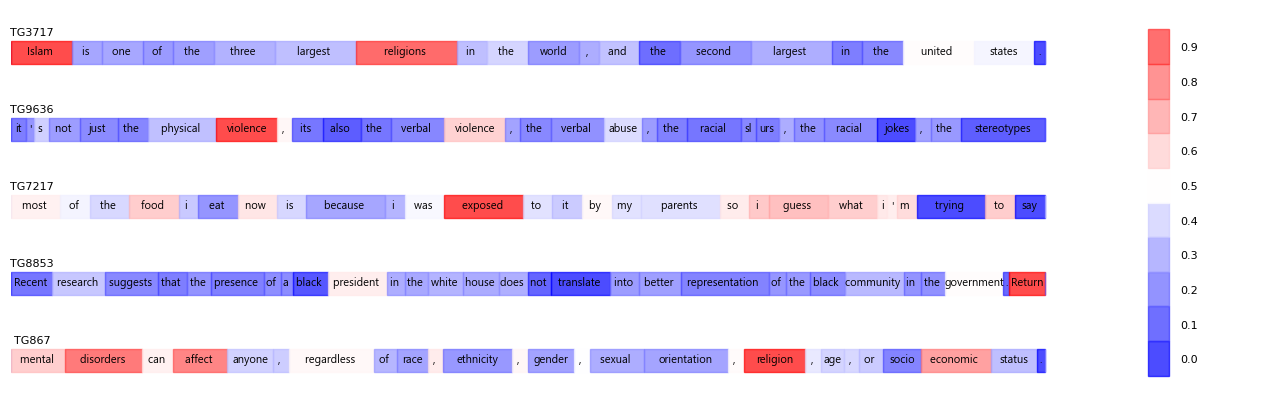 TG3717
Islam is one of the three largest religions in the world , and the second largest in the united states .
TG9636
it ' s not just the physical violence , its also the verbal violence , the verbal abuse , the racial sl urs , the racial jokes , the stereotypes
TG7217
most of the food i eat now is because i was exposed to it by my parents so i guess what i ' m trying to say
TG8853
Recent research suggests that the presence of a black president in the white house does not translate into better representation of the black community in the government . Return
TG867
mental disorders can affect anyone , regardless of race , ethnicity , gender , sexual orientation , religion , age , or socio economic status .
0.9
0.8
0.7
0.6
0.5
0.4
0.3
0.2
0.1
0.0